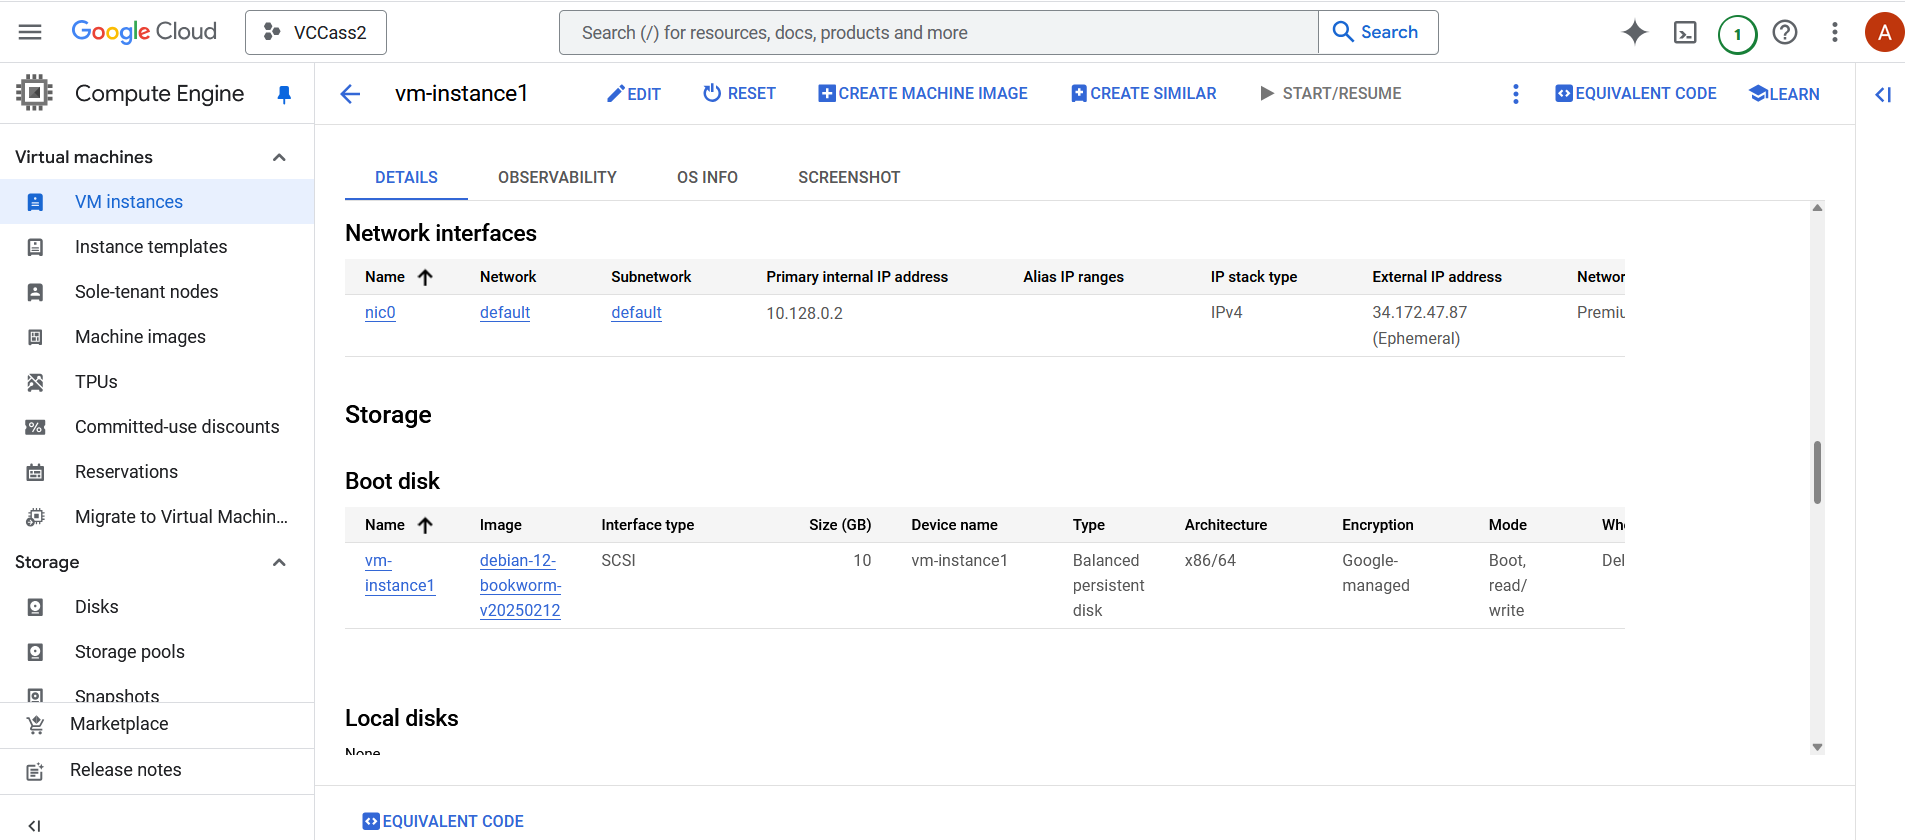 Google Cloud
VCCass2
Search (/) for resources, docs, products and more
Search
1
A
Compute Engine
vm-instance1
EDIT
RESET
CREATE MACHINE IMAGE
CREATE SIMILAR
START/RESUME
EQUIVALENT CODE
LEARN
Virtual machines
VM instances
Instance templates
Sole-tenant nodes
Machine images
TPUs
Committed-use discounts
Reservations
Migrate to Virtual Machin...
Storage
Disks
Storage pools
Snapshots
Marketplace
Release notes
DETAILS
OBSERVABILITY
OS INFO
SCREENSHOT
Network interfaces
Name Network Subnetwork Primary internal IP address Alias IP ranges IP stack type External IP address Networ
nic0 default default 10.128.0.2 IPv4 34.172.47.87 Premiu
(Ephemeral)
Storage
Boot disk
Name Image Interface type Size (GB) Device name Type Architecture Encryption Mode Whe
vm- debian-12- SCSI 10 vm-instance1 Balanced x86/64 Google- Boot, Del
instance1 bookworm- persistent managed read/
v20250212 disk write
Local disks
None
EQUIVALENT CODE